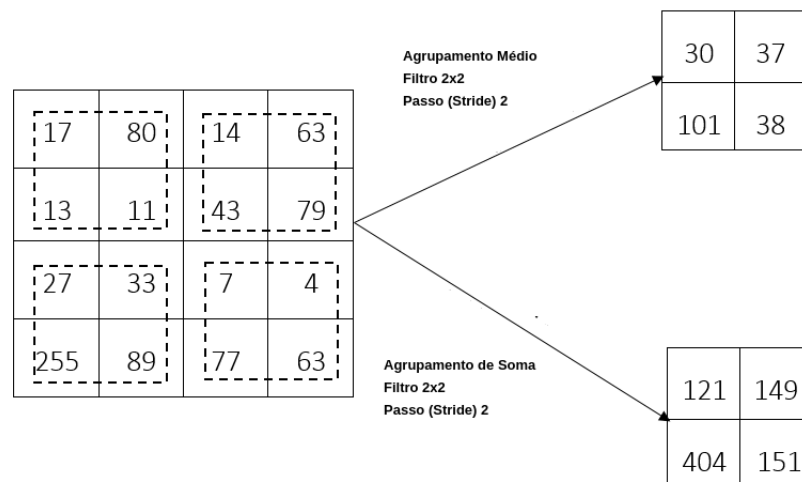 Agrupamento Médio
Filtro 2x2
Passo (Stride) 2
30 37
101 38
17 80 14 63
13 11 43 79
27 33 7 4
255 89 77 63
Agrupamento de Soma
Filtro 2x2
Passo (Stride) 2
121 149
404 151